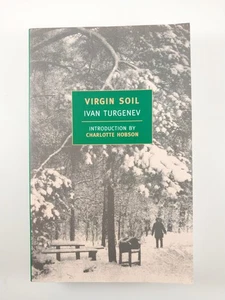 VIRGIN SOIL
IVAN TURGENEV
INTRODUCTION BY
CHARLOTTE HOBSON